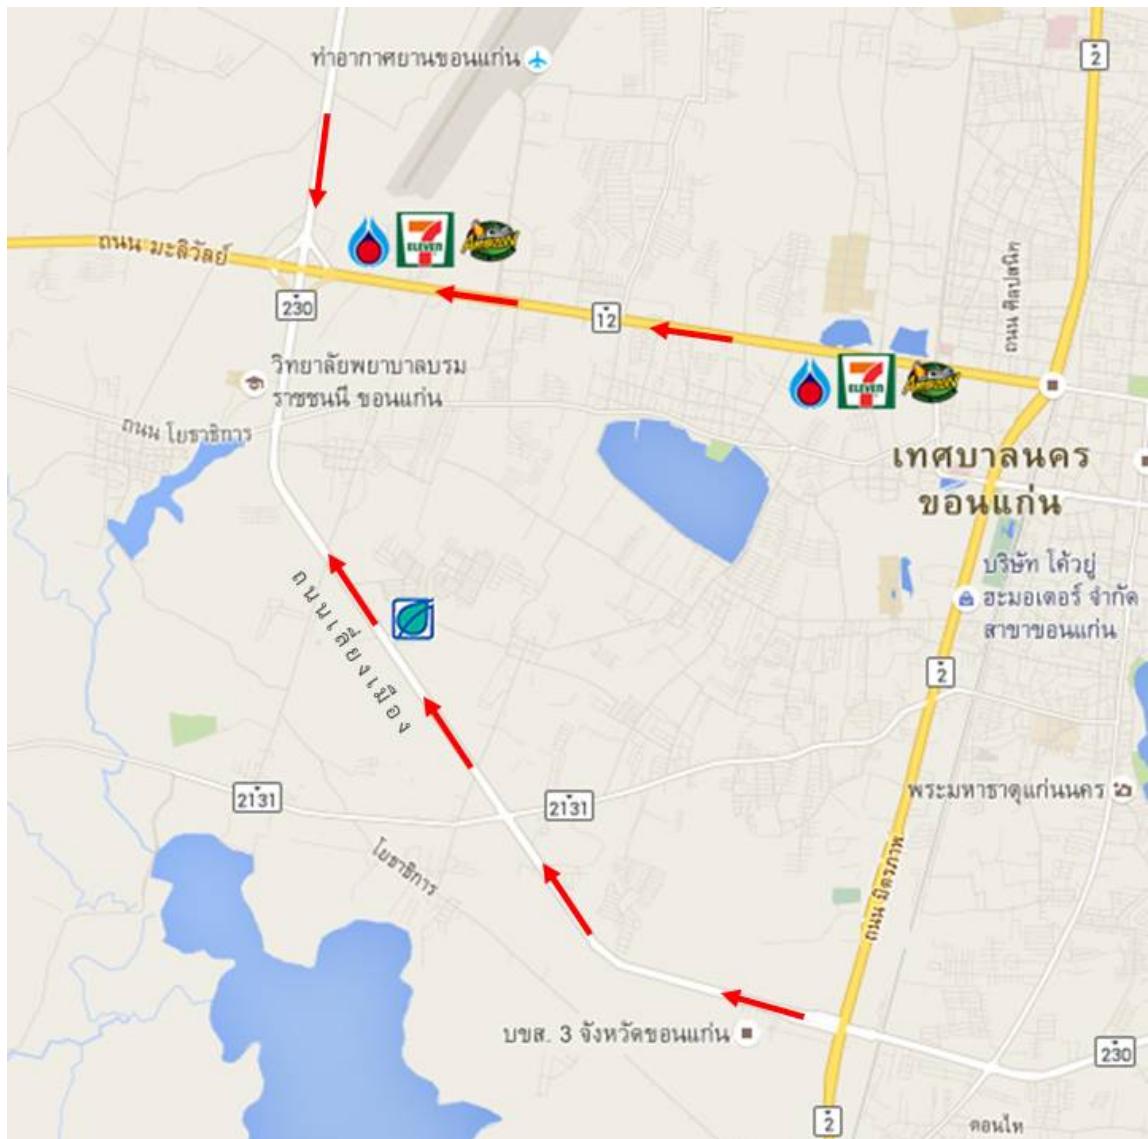 ท่าอากาศยานขอนแก่น
2
ถนน มะลิวัลย์
7
ELEVEN
Amazon
ถนน ศิลปสนิท
230
12
วิทยาลัยพยาบาลบรม
ราชชนนี ขอนแก่น
7
ELEVEN
Amazon
ถนน โยธาธิการ
เทศบาลนคร
ขอนแก่น
บริษัท โค้วยู่
ฮะมอเตอร์ จำกัด
สาขาขอนแก่น
ถนนเลี่ยงเมือง
2
2131
2131
พระมหาธาตุแก่นนคร
โยธาธิการ
ถนน มิตรภาพ
บขส. 3 จังหวัดขอนแก่น
230
2
ดอนไท